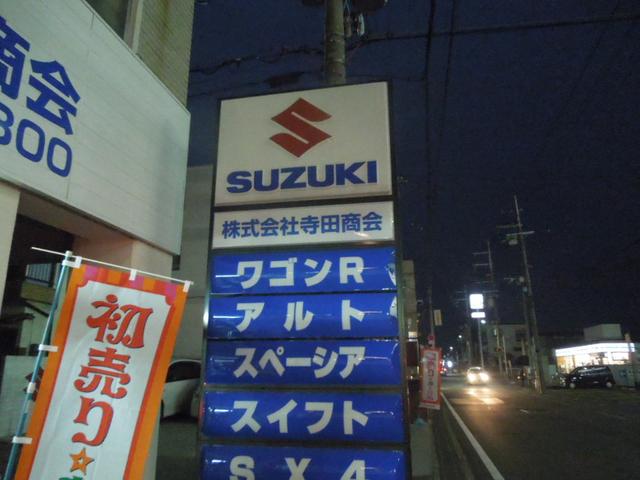 商会
800
SUZUKI
株式会社寺田商会
ワゴンR
アルト
スペーシア
スイフト
SX4
初売り